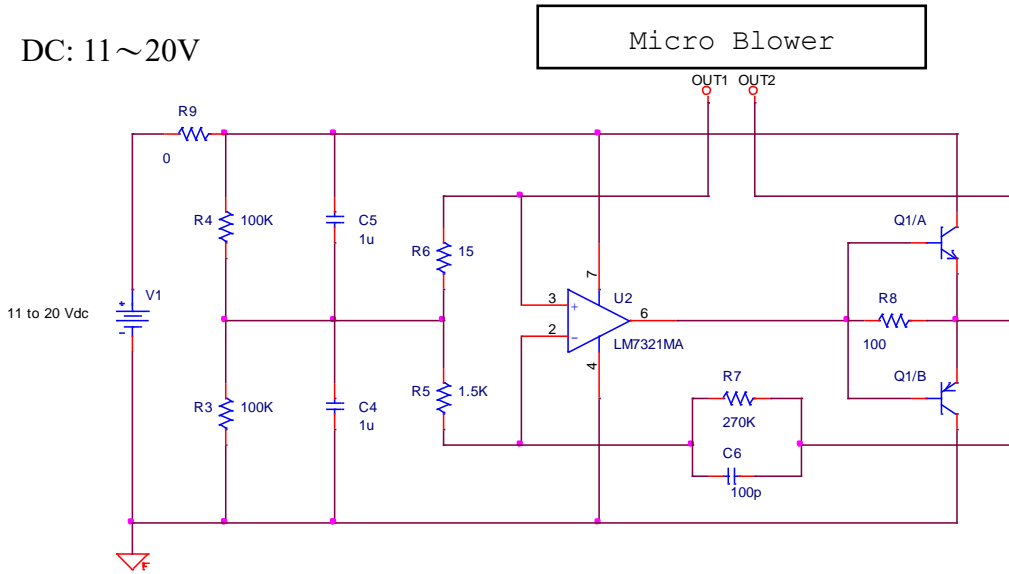 DC: 11～20V
Micro Blower
OUT1 OUT2
R9
0
R4 100K
C5
1u
R6 15
Q1/A
7
V1
U2
3
+
6
R8
11 to 20 Vdc
2
-
LM7321MA
100
4
Q1/B
R7
R3 100K
C4
1u
R5 1.5K
270K
C6
100p